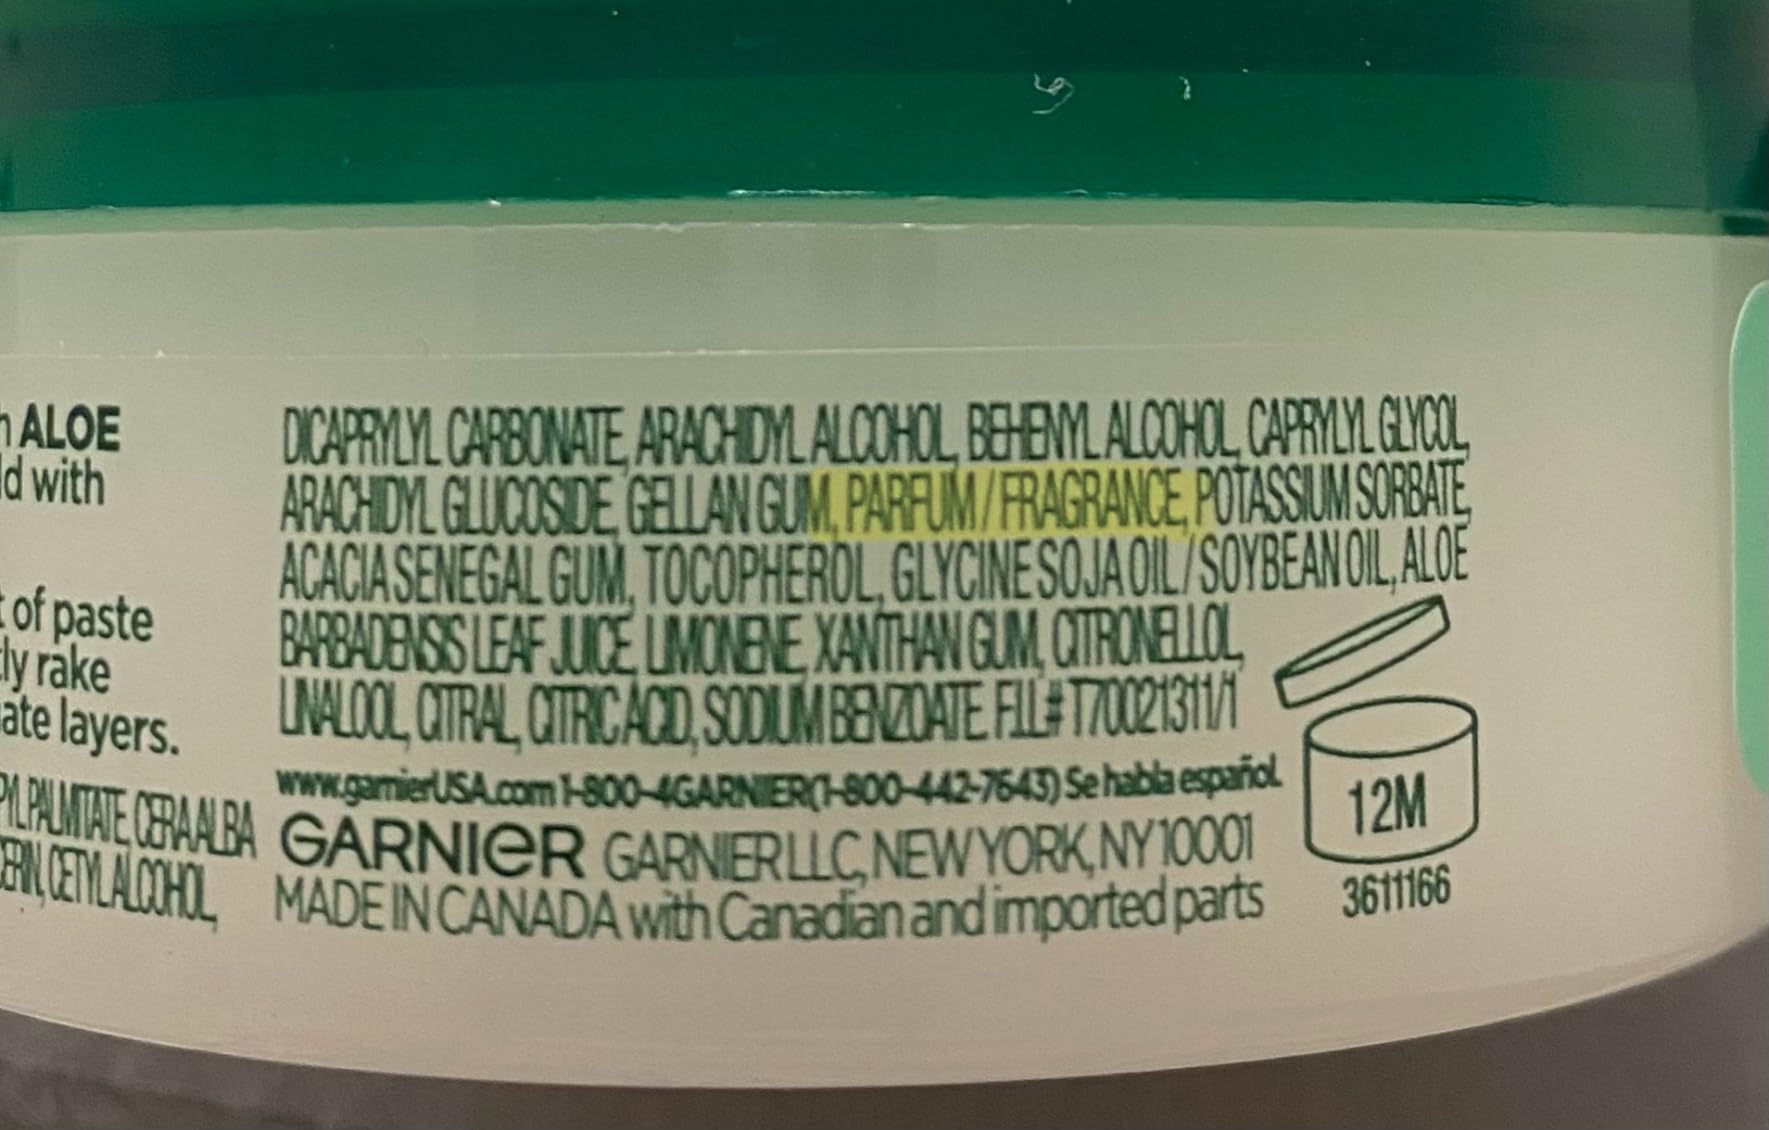 ALOE
with
of paste
rake
layers.
PALMITATE, CERA ALBA
CETYL ALCOHOL,
DICAPRYLYL CARBONATE, ARACHIDYL ALCOHOL, BEHENYL ALCOHOL, CAPRYLYL GLYCOL,
ARACHIDYL GLUCOSIDE, GELLAN GUM, PARFUM / FRAGRANCE, POTASSIUM SORBATE,
ACACIA SENEGAL GUM, TOCOPHEROL, GLYCINE SOJA OIL / SOYBEAN OIL, ALOE
BARBADENSIS LEAF JUICE, LIMONENE, XANTHAN GUM, CITRONELLOL,
LINALOOL, CITRAL, CITRIC ACID, SODIUM BENZOATE. F.I.L.# T70021311/1
www.garnierUSA.com 1-800-4GARNIER (1-800-442-7643) Se habla español.
GARNIER GARNIER LLC, NEW YORK, NY 10001
MADE IN CANADA with Canadian and imported parts
12M
3611166